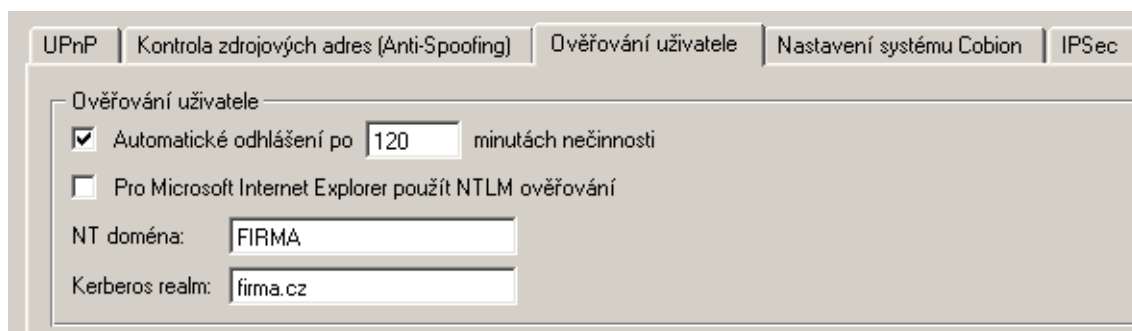 UPnP Kontrola zdrojových adres (Anti-Spoofing) Ověřování uživatele Nastavení systému Cobion IPSec
Ověřování uživatele
Automatické odhlášení po 120 minutách nečinnosti
Pro Microsoft Internet Explorer použít NTLM ověřování
NT doména: FIRMA
Kerberos realm: firma.cz